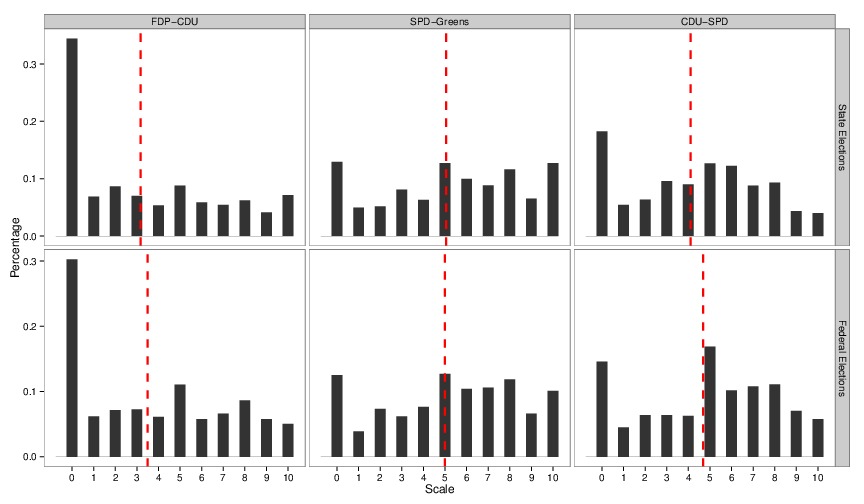 FDP–CDU SPD–Greens CDU–SPD
0.3
0.2
0.1
0.0
State Elections
Percentage
0.3
0.2
0.1
0.0
Federal Elections
0 1 2 3 4 5 6 7 8 9 10 0 1 2 3 4 5 6 7 8 9 10 0 1 2 3 4 5 6 7 8 9 10
Scale